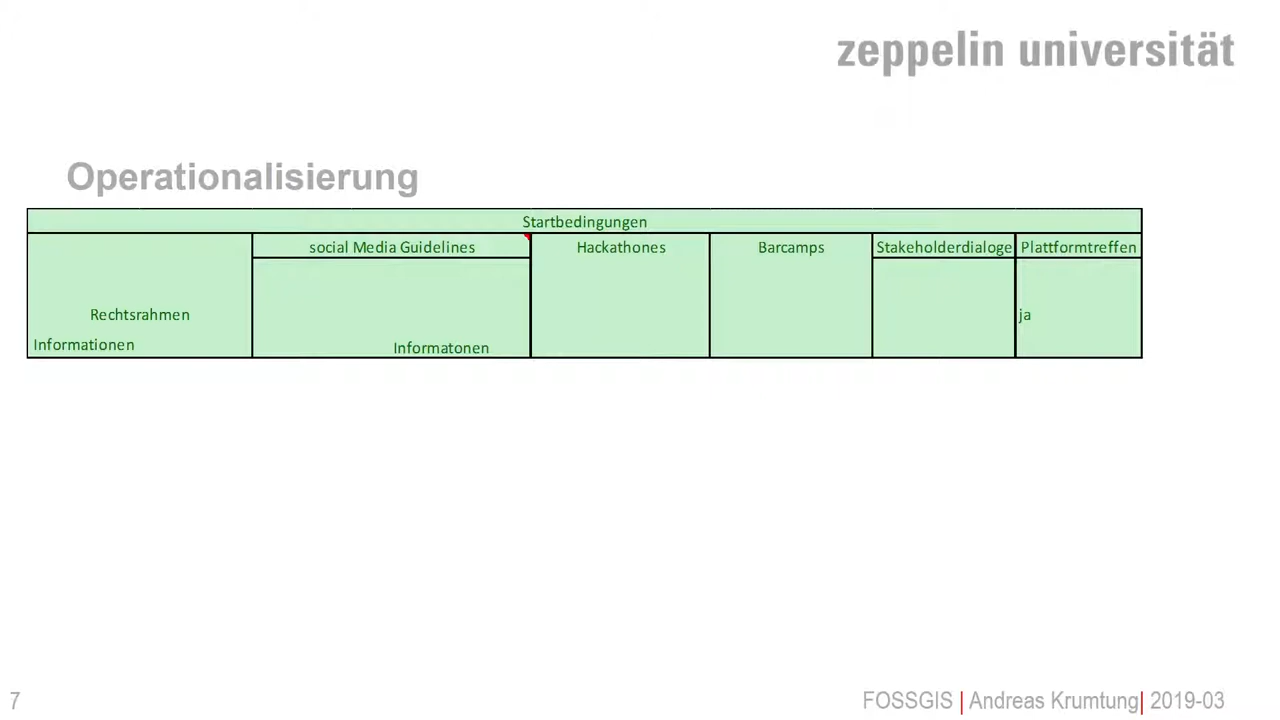 zeppelin universität
Operationalisierung
Startbedingungen
social Media Guidelines
Hackathones
Barcamps
Stakeholderdialoge
Plattformtreffen
Rechtsrahmen
ja
Informationen
Informatonen
7
FOSSGIS | Andreas Krumtung| 2019-03